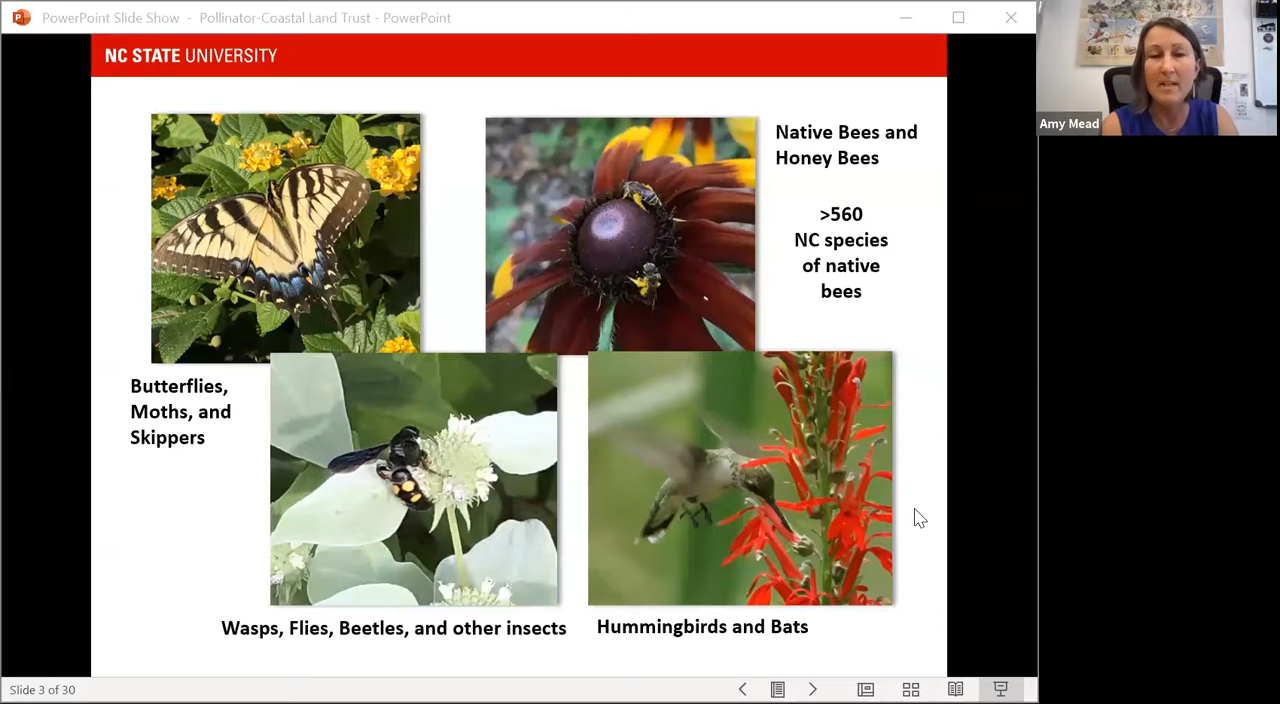 PowerPoint Slide Show - Pollinator-Coastal Land Trust - PowerPoint
NC STATE UNIVERSITY
Native Bees and
Honey Bees
>560
NC species
of native
bees
Butterflies,
Moths, and
Skippers
Wasps, Flies, Beetles, and other insects
Hummingbirds and Bats
Slide 3 of 30
Amy Mead